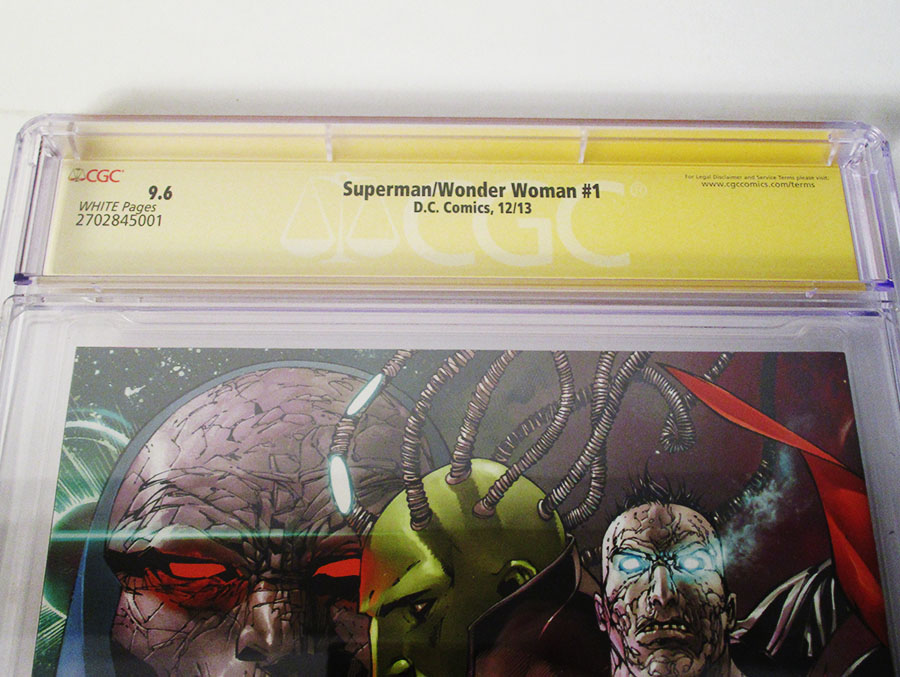 CGC
9.6
WHITE Pages
2702845001
Superman/Wonder Woman #1
D.C. Comics, 12/13
For Legal Disclaimer and Service Terms please visit:
www.cgccomics.com/terms
CGC®